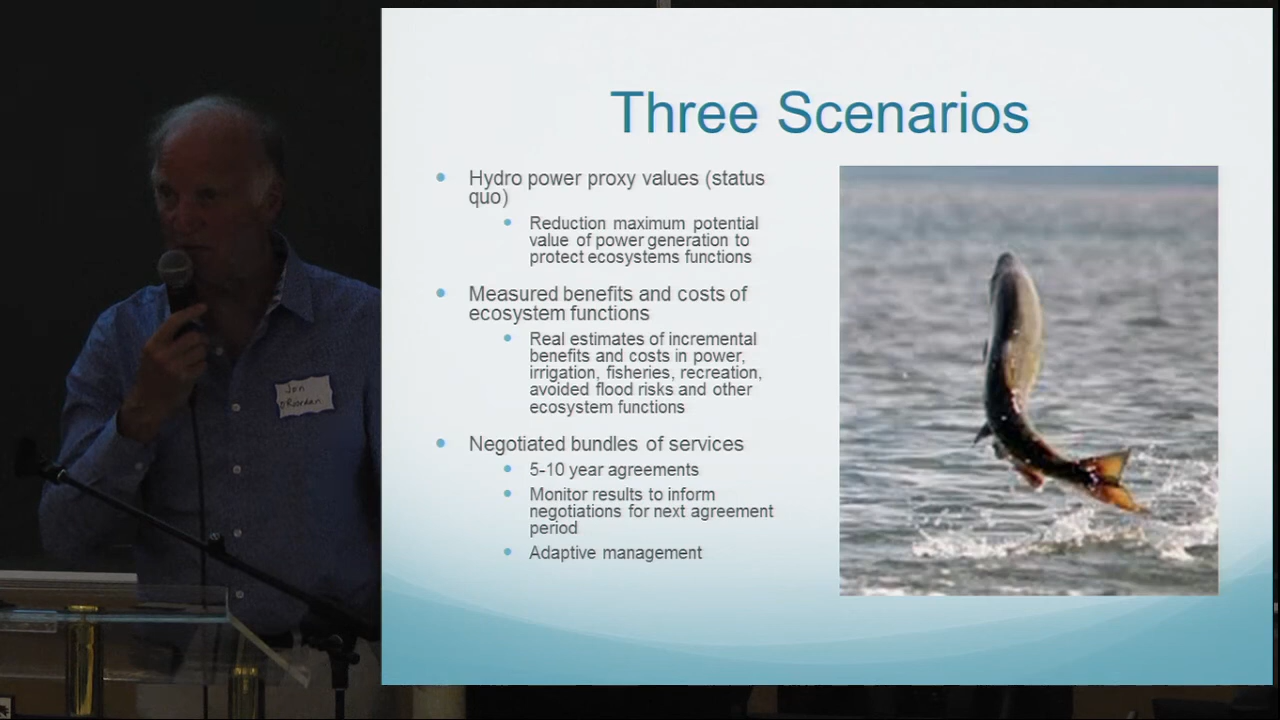 Three Scenarios
Hydro power proxy values (status
quo)
Reduction maximum potential
value of power generation to
protect ecosystems functions
Measured benefits and costs of
ecosystem functions
Real estimates of incremental
benefits and costs in power,
irrigation, fisheries, recreation,
avoided flood risks and other
ecosystem functions
Negotiated bundles of services
5-10 year agreements
Monitor results to inform
negotiations for next agreement
period
Adaptive management
Jon
O'Riordan